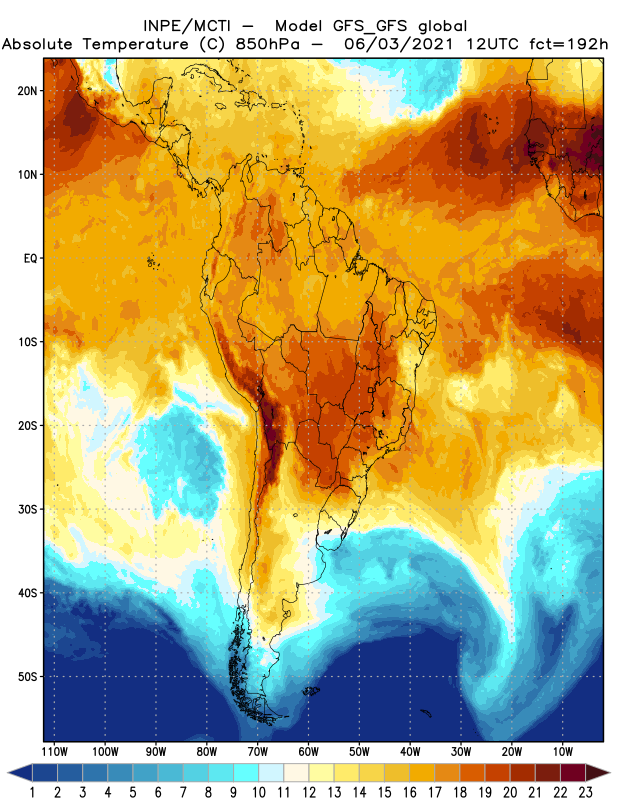 INPE/MCTI –  Model GFS_GFS global
Absolute Temperature (C) 850hPa –  06/03/2021 12UTC fct=192h
20N
10N
EQ
10S
20S
30S
40S
50S
110W 100W 90W 80W 70W 60W 50W 40W 30W 20W 10W
1 2 3 4 5 6 7 8 9 10 11 12 13 14 15 16 17 18 19 20 21 22 23